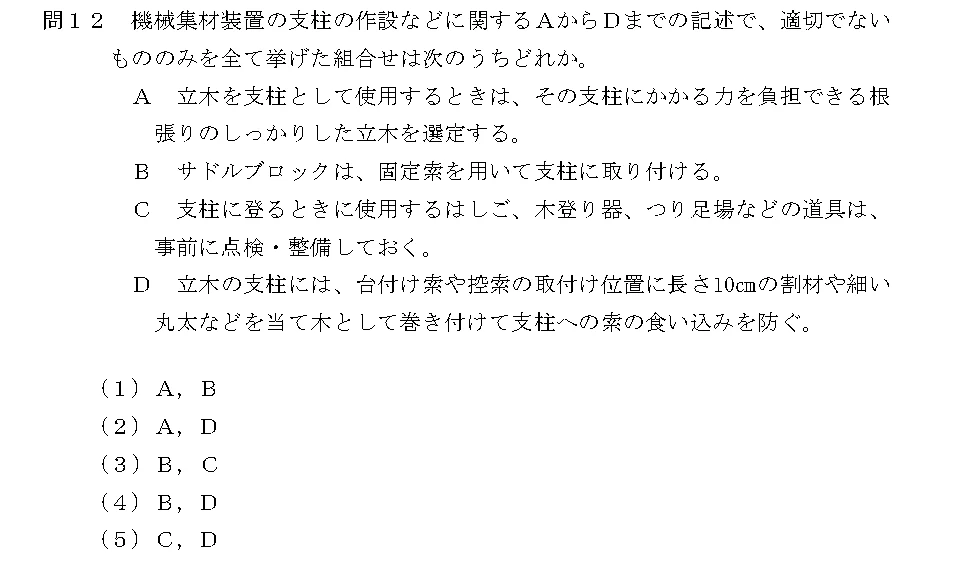 問１２　機械集材装置の支柱の作設などに関するＡからＤまでの記述で、適切でない
もののみを全て挙げた組合せは次のうちどれか。
Ａ　立木を支柱として使用するときは、その支柱にかかる力を負担できる根
張りのしっかりした立木を選定する。
Ｂ　サドルブロックは、固定索を用いて支柱に取り付ける。
Ｃ　支柱に登るときに使用するはしご、木登り器、つり足場などの道具は、
事前に点検・整備しておく。
Ｄ　立木の支柱には、台付け索や控索の取付け位置に長さ10㎝の割材や細い
丸太などを当て木として巻き付けて支柱への索の食い込みを防ぐ。
（１）Ａ，Ｂ
（２）Ａ，Ｄ
（３）Ｂ，Ｃ
（４）Ｂ，Ｄ
（５）Ｃ，Ｄ